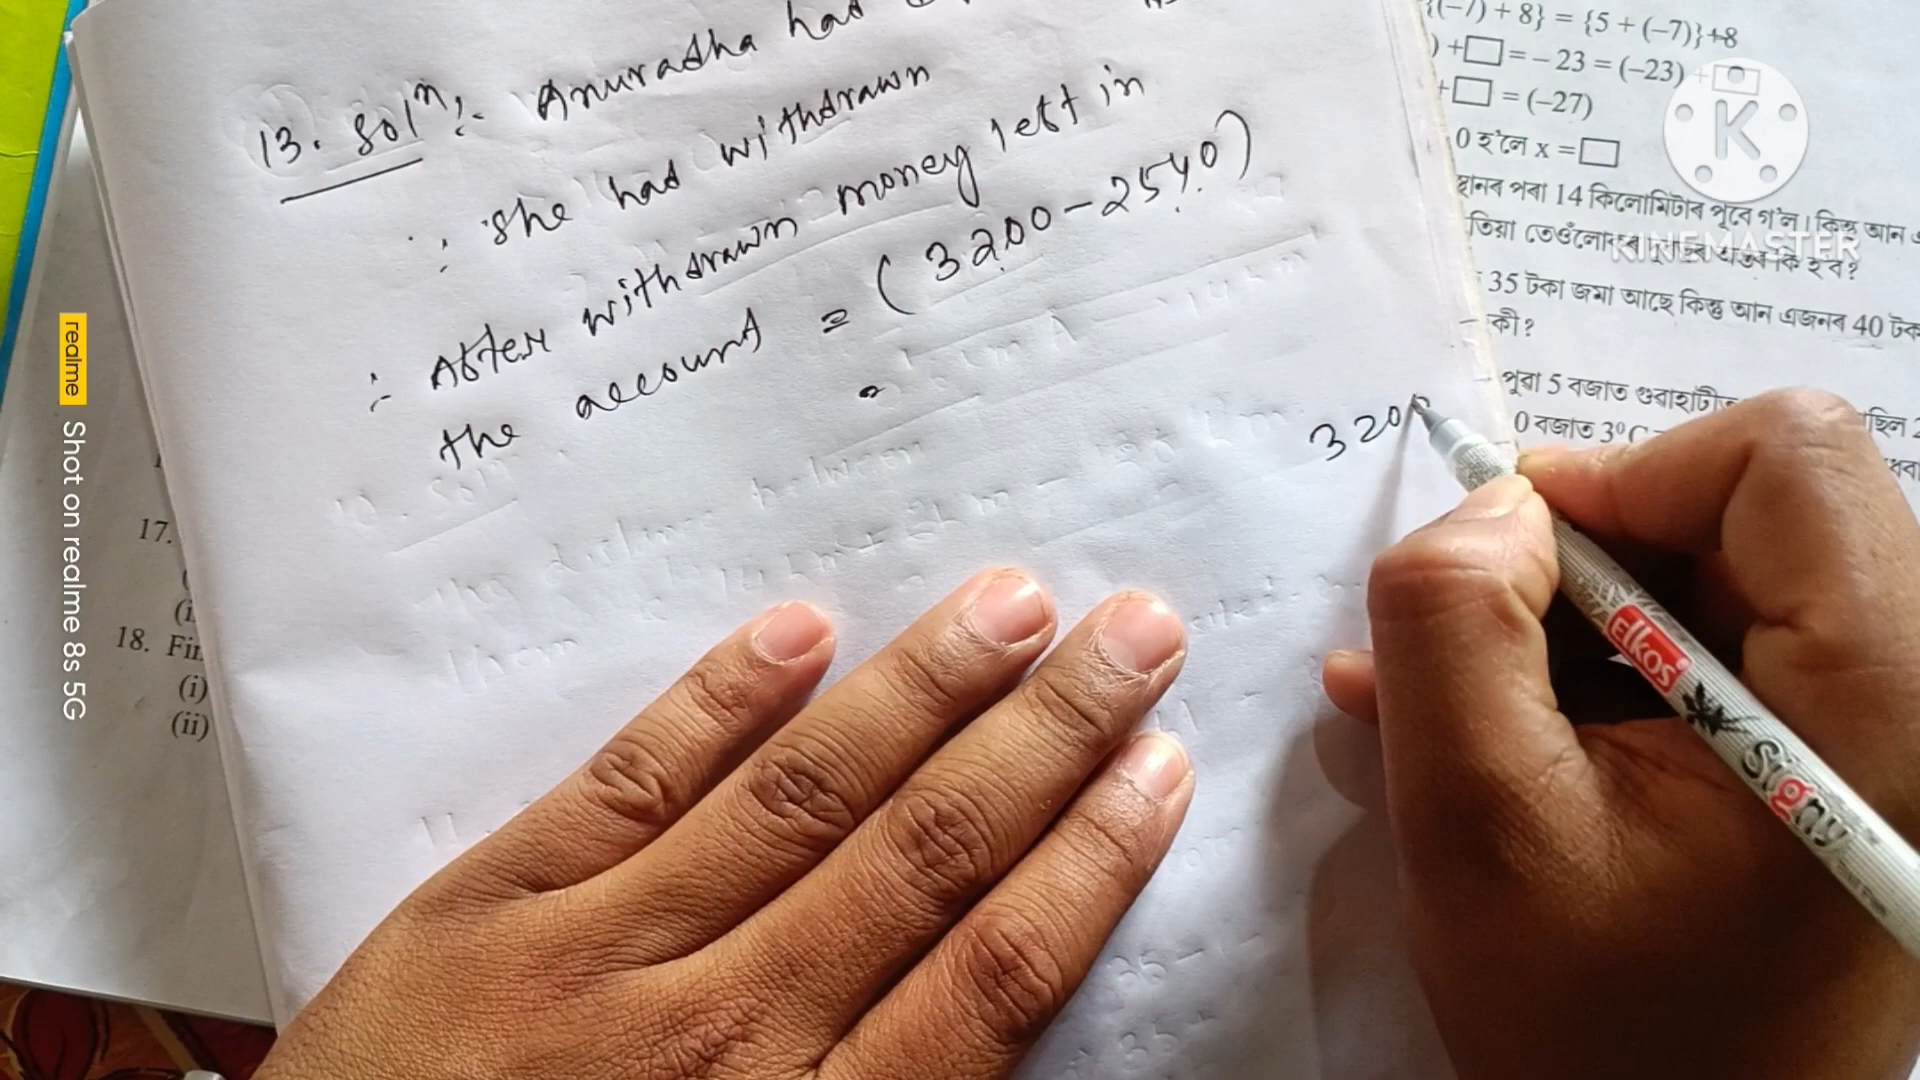 13. Solⁿ:- Anuradha had
∴ She had withdrawn
∴ After withdrawn money left in
the account = (3200-2540)
=
3200
{(-7) + 8} = {5 + (-7)}+8
) + □ = - 23 = (-23) + □
+ □ = (-27)
0 হ'লে x = □
স্থানৰ পৰা 14 কিলোমিটাৰ পূবে গ'ল। কিন্তু আন
কি হ'ব?
35 টকা জমা আছে কিন্তু আন এজনৰ 40 টকা
কী?
পুৱা 5 বজাত গুৱাহাটীত
0 বজাত 3°C
17.
(i
18. Fin
(i)
(ii)
K
KINEMASTER
realme Shot on realme 8s 5G
Elkos
Signy